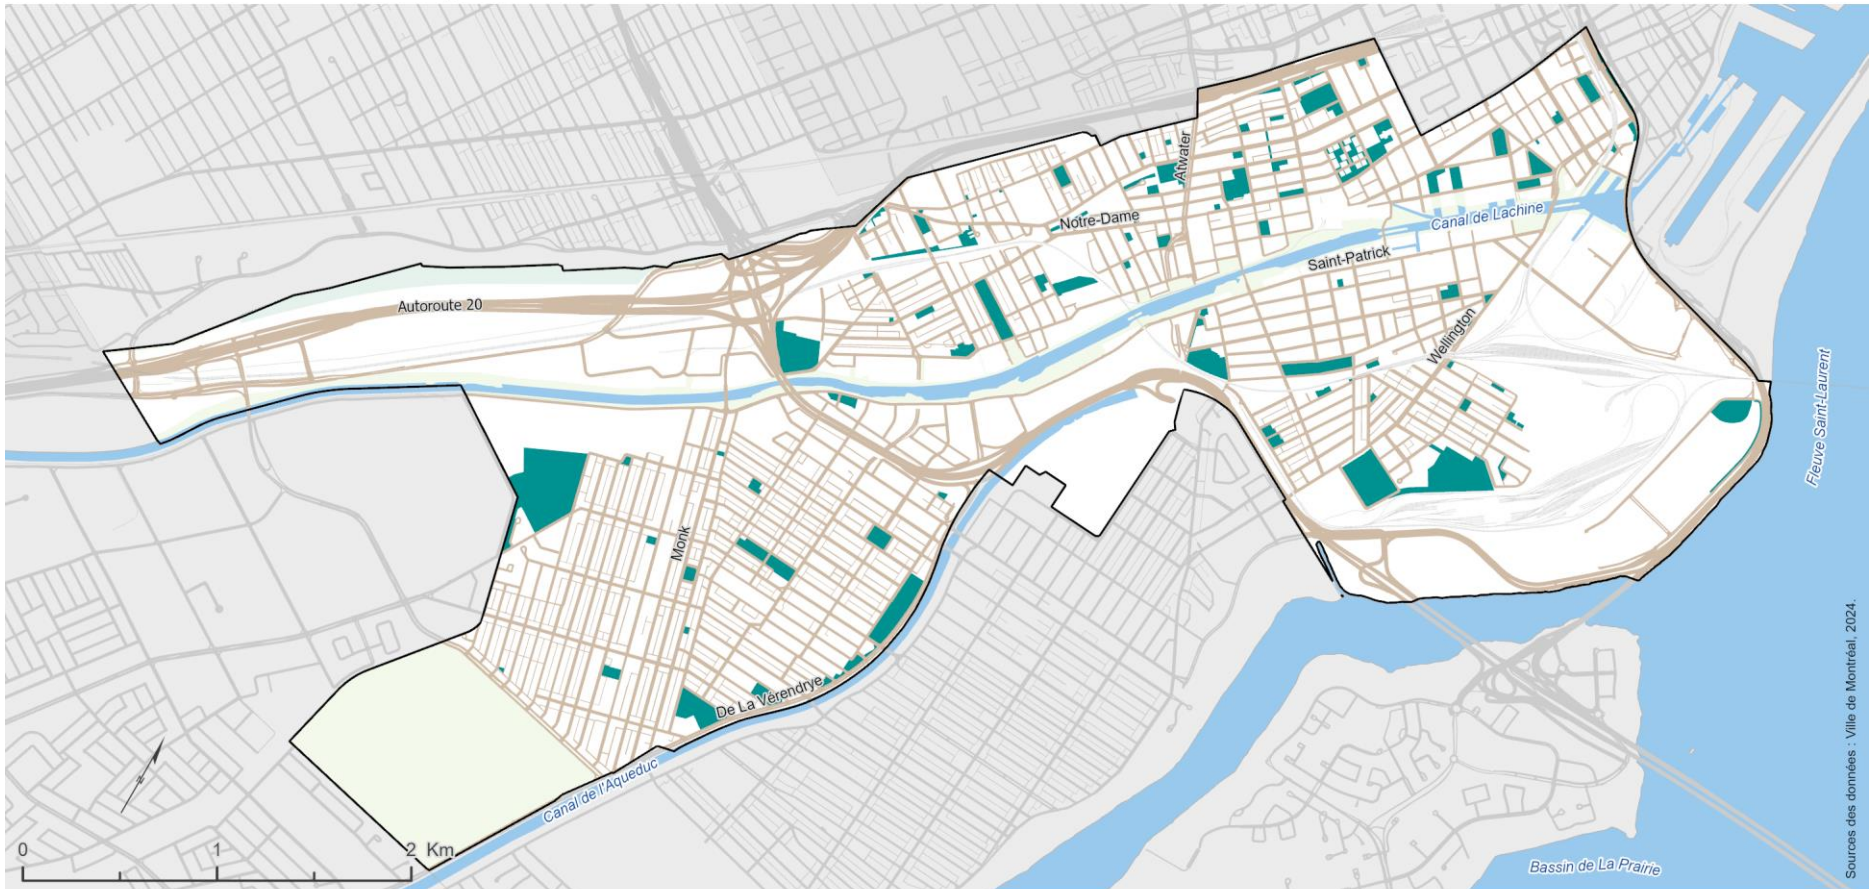 Atwater
Notre-Dame
Canal de Lachine
Saint-Patrick
Autoroute 20
Wellington
Fleuve Saint-Laurent
Monk
De La Vérendrye
Canal de l'Aqueduc
N
0 1 2 Km
Bassin de La Prairie
Sources des données : Ville de Montréal, 2024.